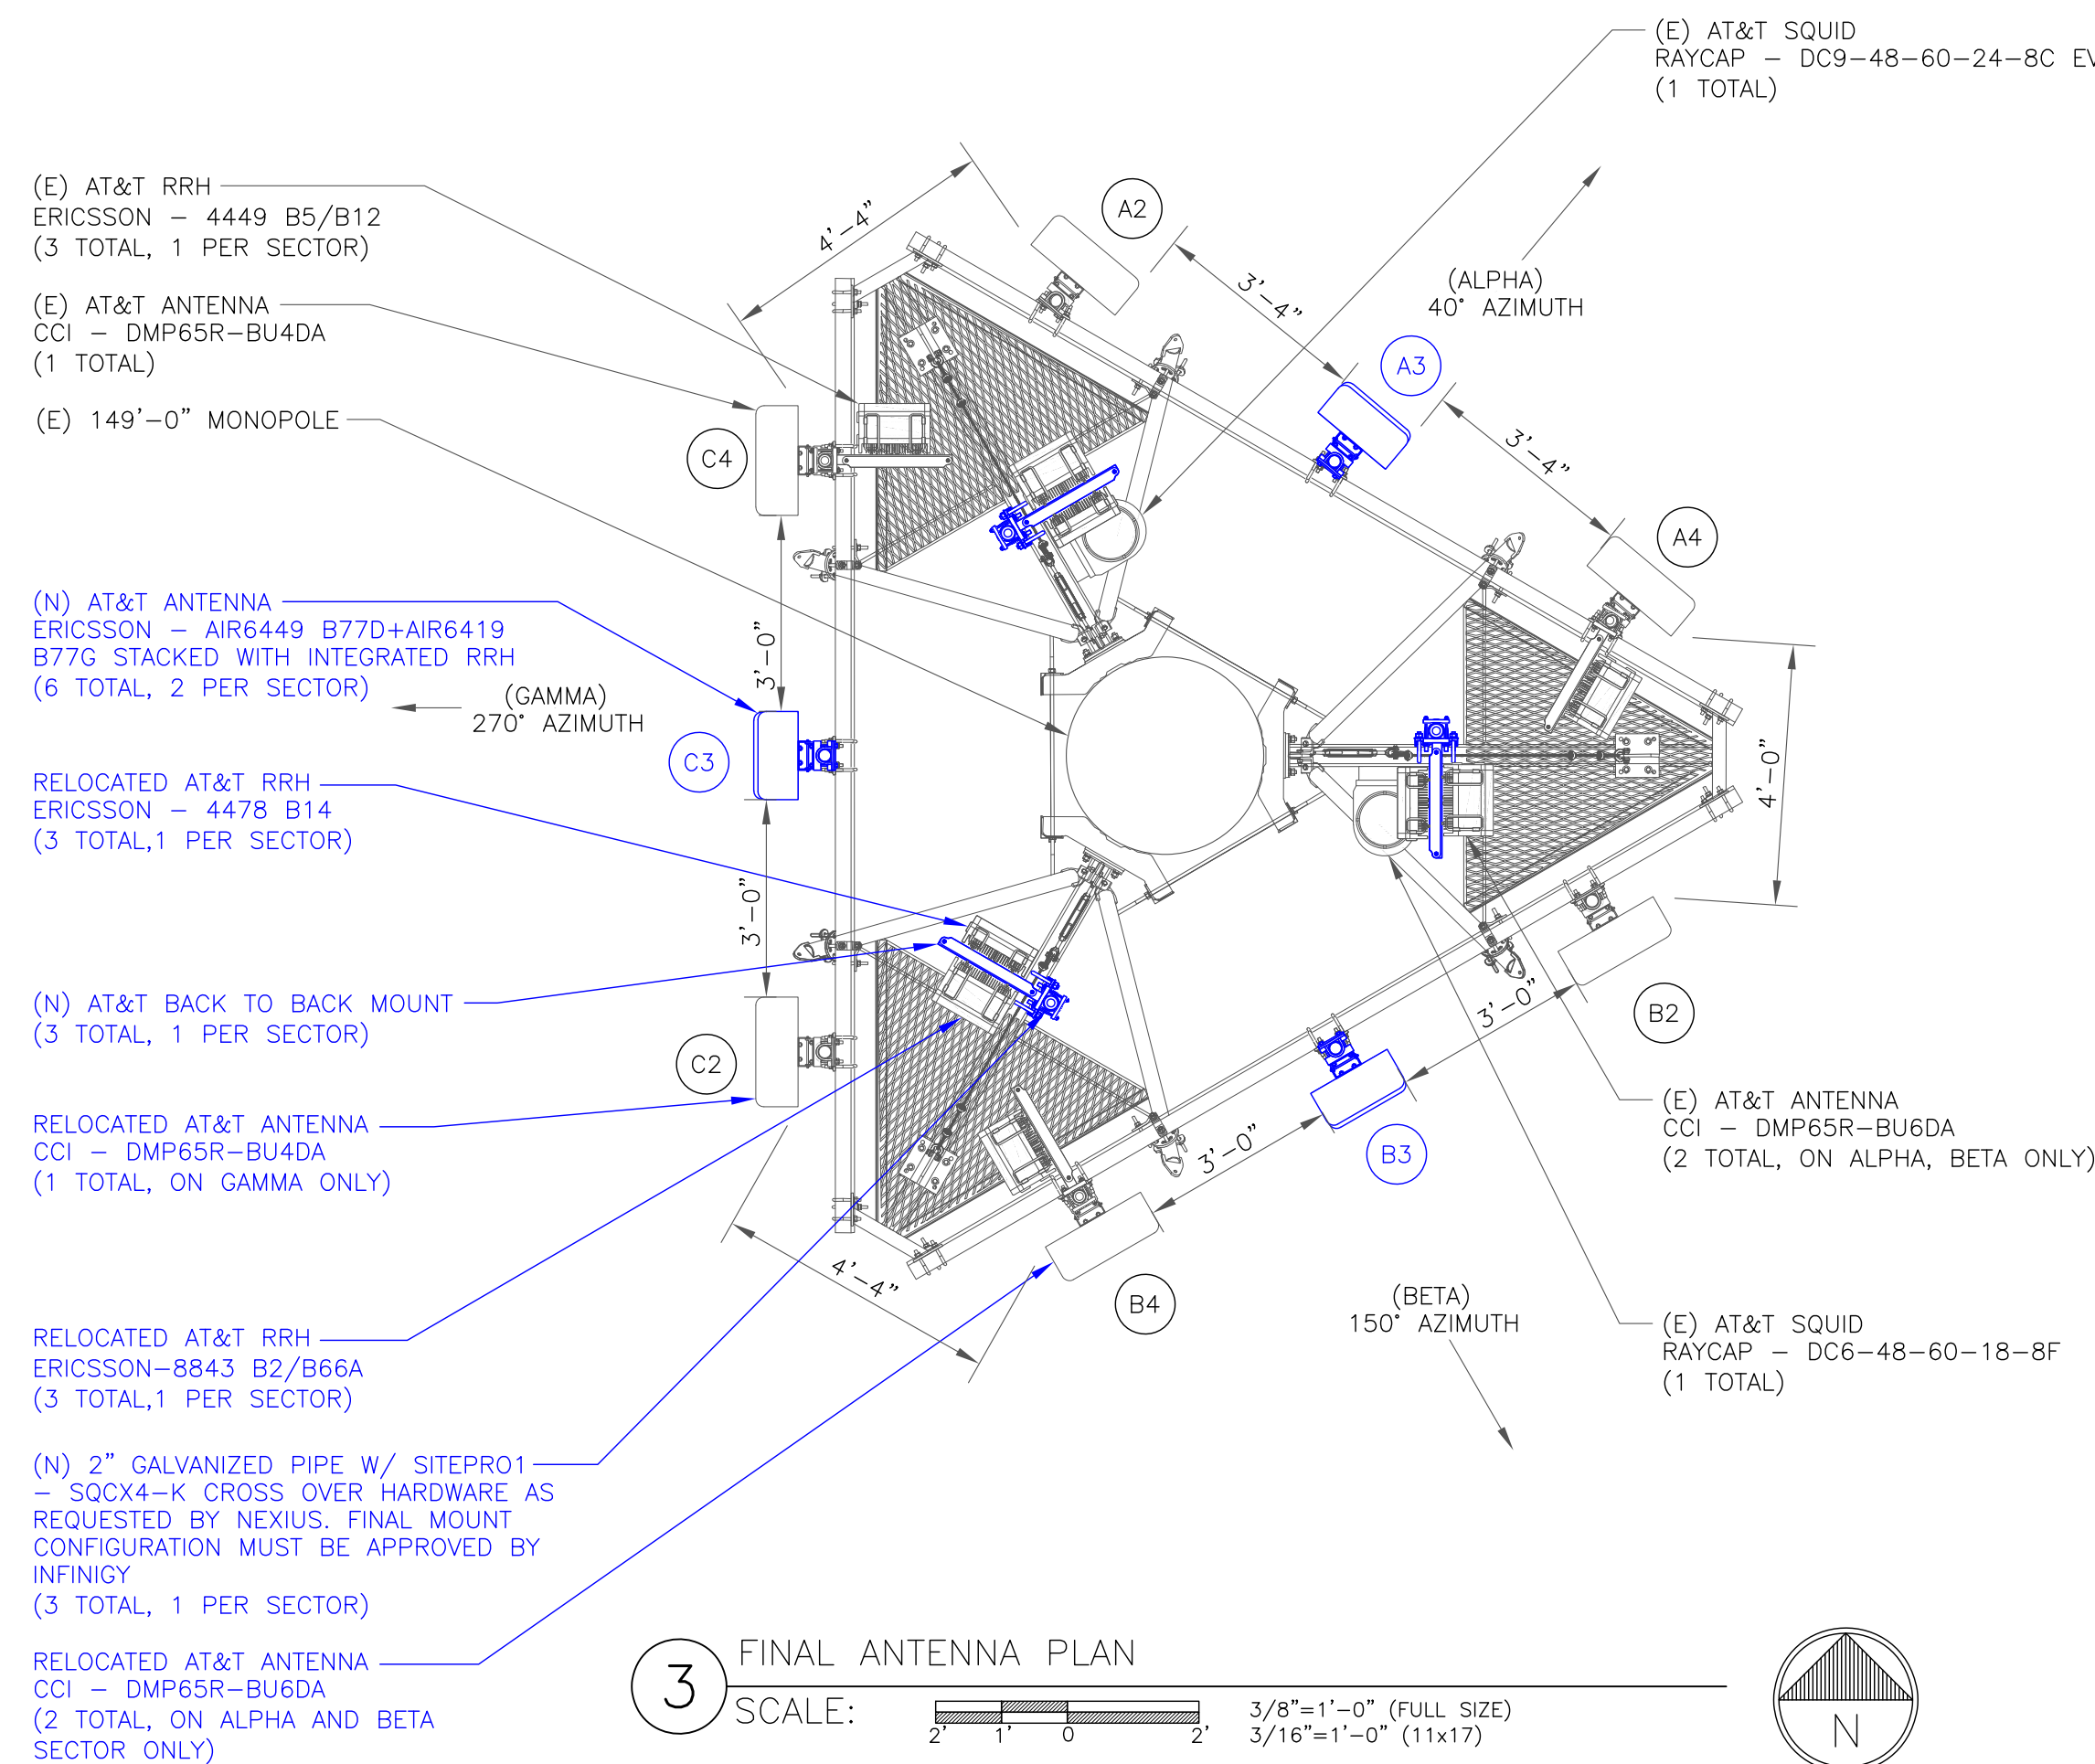 (E) AT&T SQUID
RAYCAP - DC9-48-60-24-8C
(1 TOTAL)
(E) AT&T RRH
ERICSSON - 4449 B5/B12
(3 TOTAL, 1 PER SECTOR)
(E) AT&T ANTENNA
CCI - DMP65R-BU4DA
(1 TOTAL)
(E) 149'-0" MONOPOLE
(N) AT&T ANTENNA
ERICSSON - AIR6449 B77D+AIR6419
B77G STACKED WITH INTEGRATED RRH
(6 TOTAL, 2 PER SECTOR)
RELOCATED AT&T RRH
ERICSSON - 4478 B14
(3 TOTAL,1 PER SECTOR)
(N) AT&T BACK TO BACK MOUNT
(3 TOTAL, 1 PER SECTOR)
RELOCATED AT&T ANTENNA
CCI - DMP65R-BU4DA
(1 TOTAL, ON GAMMA ONLY)
RELOCATED AT&T RRH
ERICSSON-8843 B2/B66A
(3 TOTAL,1 PER SECTOR)
(N) 2" GALVANIZED PIPE W/ SITEPRO1
- SQCX4-K CROSS OVER HARDWARE AS
REQUESTED BY NEXIUS. FINAL MOUNT
CONFIGURATION MUST BE APPROVED BY
INFINIGY
(3 TOTAL, 1 PER SECTOR)
RELOCATED AT&T ANTENNA
CCI - DMP65R-BU6DA
(2 TOTAL, ON ALPHA AND BETA
SECTOR ONLY)
4'-4"
A2
3'-4"
(ALPHA)
40° AZIMUTH
A3
3'-4"
A4
C4
3'-0"
(GAMMA)
270° AZIMUTH
C3
3'-0"
C2
4'-0"
B2
3'-0"
B3
3'-0"
B4
4'-4"
(BETA)
150° AZIMUTH
(E) AT&T ANTENNA
CCI - DMP65R-BU6DA
(2 TOTAL, ON ALPHA, BETA ONLY)
(E) AT&T SQUID
RAYCAP - DC6-48-60-18-8F
(1 TOTAL)
3
FINAL ANTENNA PLAN
SCALE:
2' 1' 0 2'
3/8"=1'-0" (FULL SIZE)
3/16"=1'-0" (11x17)
N